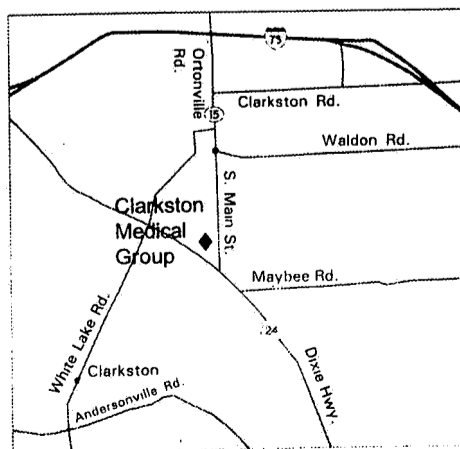 75
Ortonville
Rd.
Clarkston Rd.
15
Waldon Rd.
S. Main St.
Clarkston
Medical
Group
Maybee Rd.
24
White Lake Rd.
Dixie Hwy.
Clarkston
Andersonville Rd.